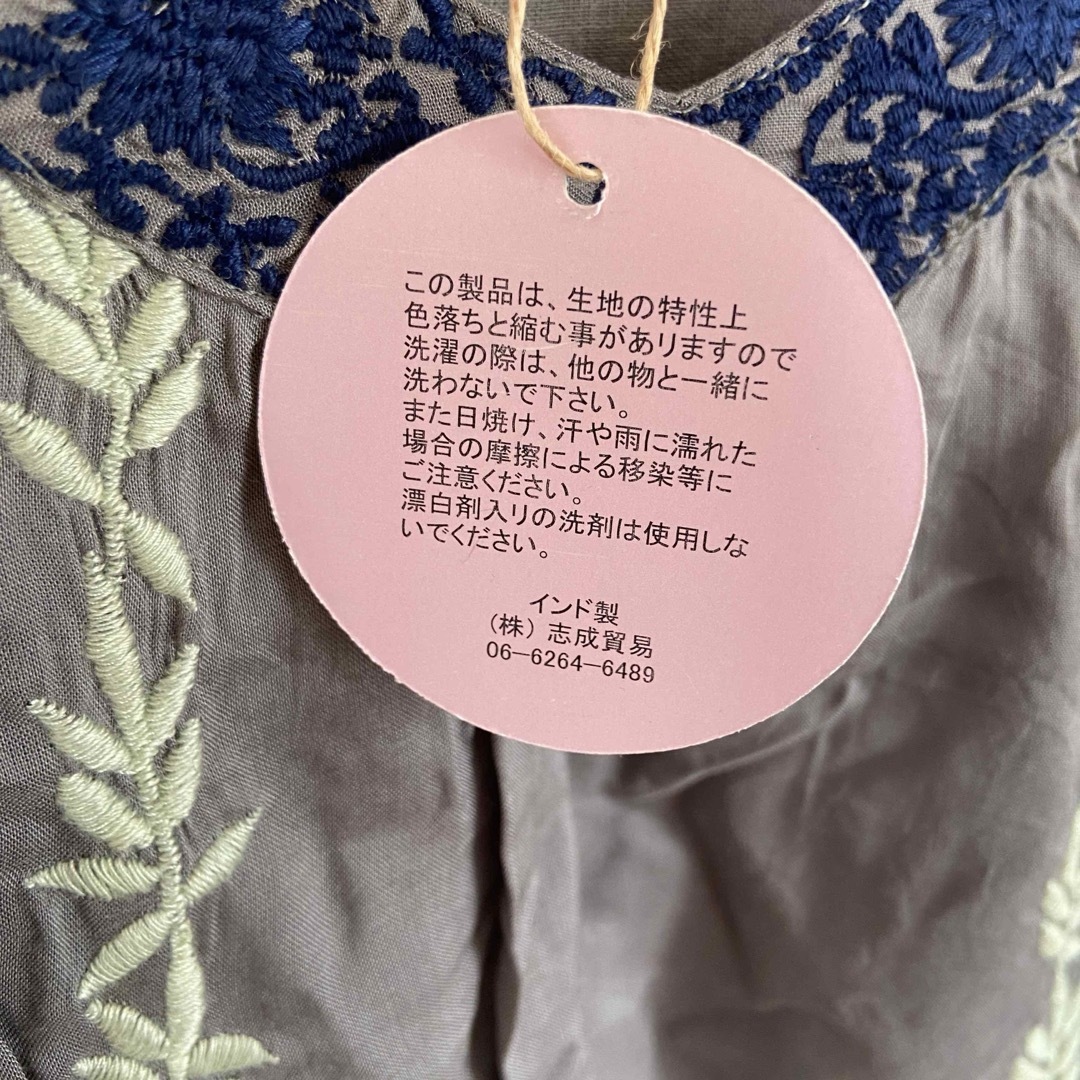 この製品は、生地の特性上
色落ちと縮む事がありますので
洗濯の際は、他の物と一緒に
洗わないで下さい。
また日焼け、汗や雨に濡れた
場合の摩擦による移染等に
ご注意ください。
漂白剤入りの洗剤は使用しな
いでください。
インド製
（株）志成貿易
06－6264－6489